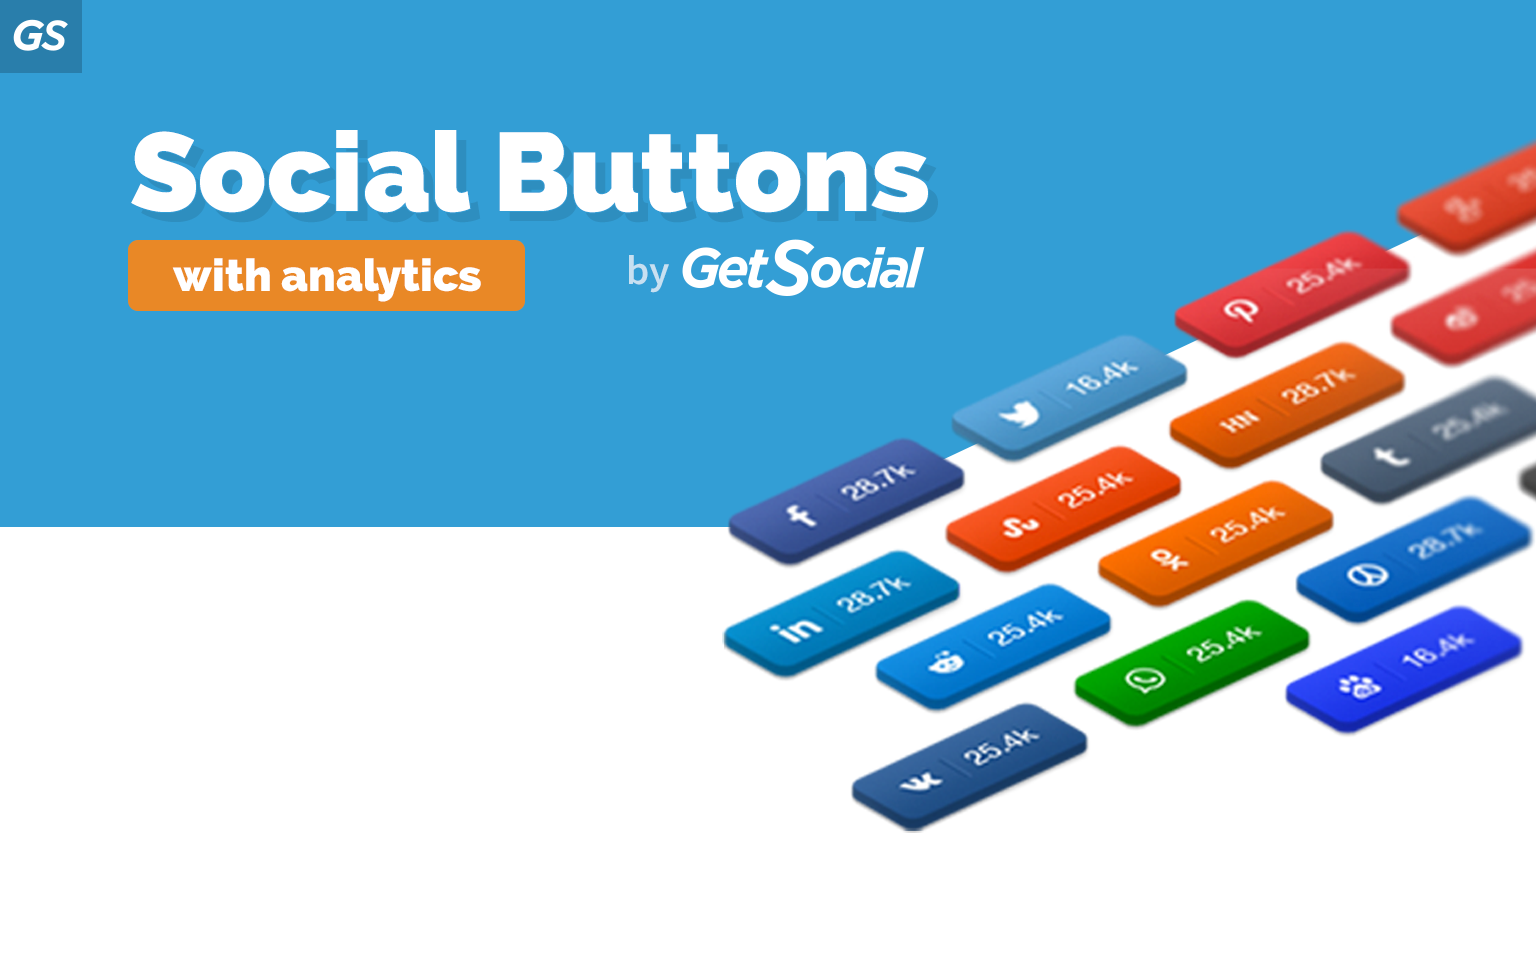 GS
Social Buttons
with analytics
by GetSocial
25.4k
16.4k
HN 28.7k
25.4k
f 28.7k
25.4k
25.4k
28.7k
in 28.7k
25.4k
25.4k
16.4k
25.4k